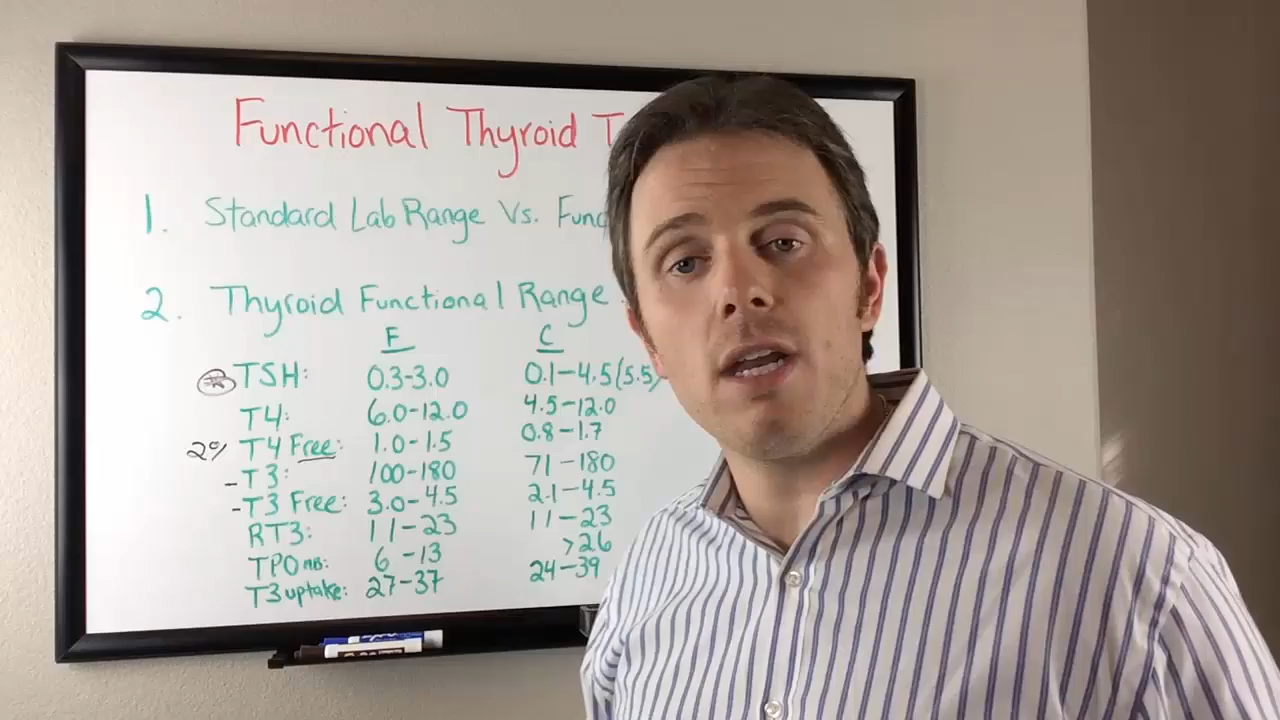 Functional Thyroid T
1. Standard Lab Range Vs. Func
2. Thyroid Functional Range
F C
TSH: 0.3-3.0 0.1-4.5(5.5)
T4: 6.0-12.0 4.5-12.0
2% T4 Free: 1.0-1.5 0.8-1.7
-T3: 100-180 71-180
-T3 Free: 3.0-4.5 2.1-4.5
RT3: 11-23 11-23
TPO AB: 6-13 >26
T3 uptake: 27-37 24-39